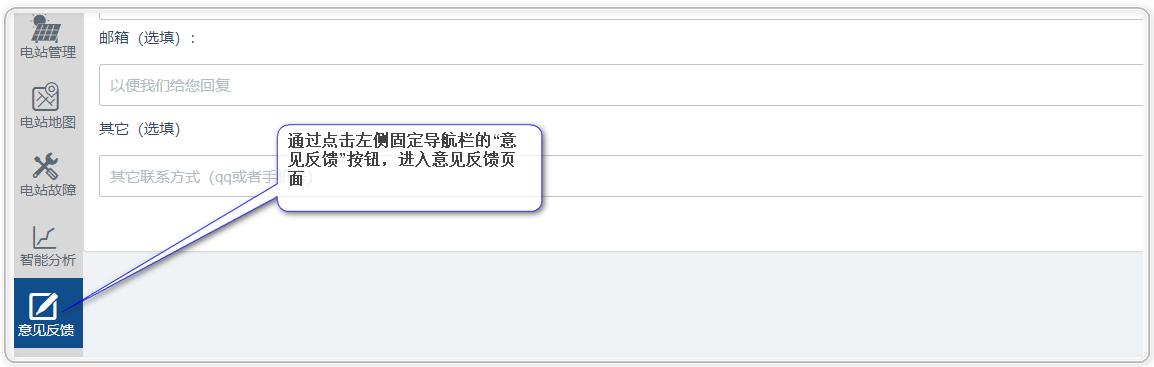 电站管理
电站地图
电站故障
智能分析
意见反馈
邮箱（选填）：
以便我们给您回复
其它（选填）
其它联系方式（qq或者手机）
通过点击左侧固定导航栏的“意
见反馈”按钮，进入意见反馈页
面